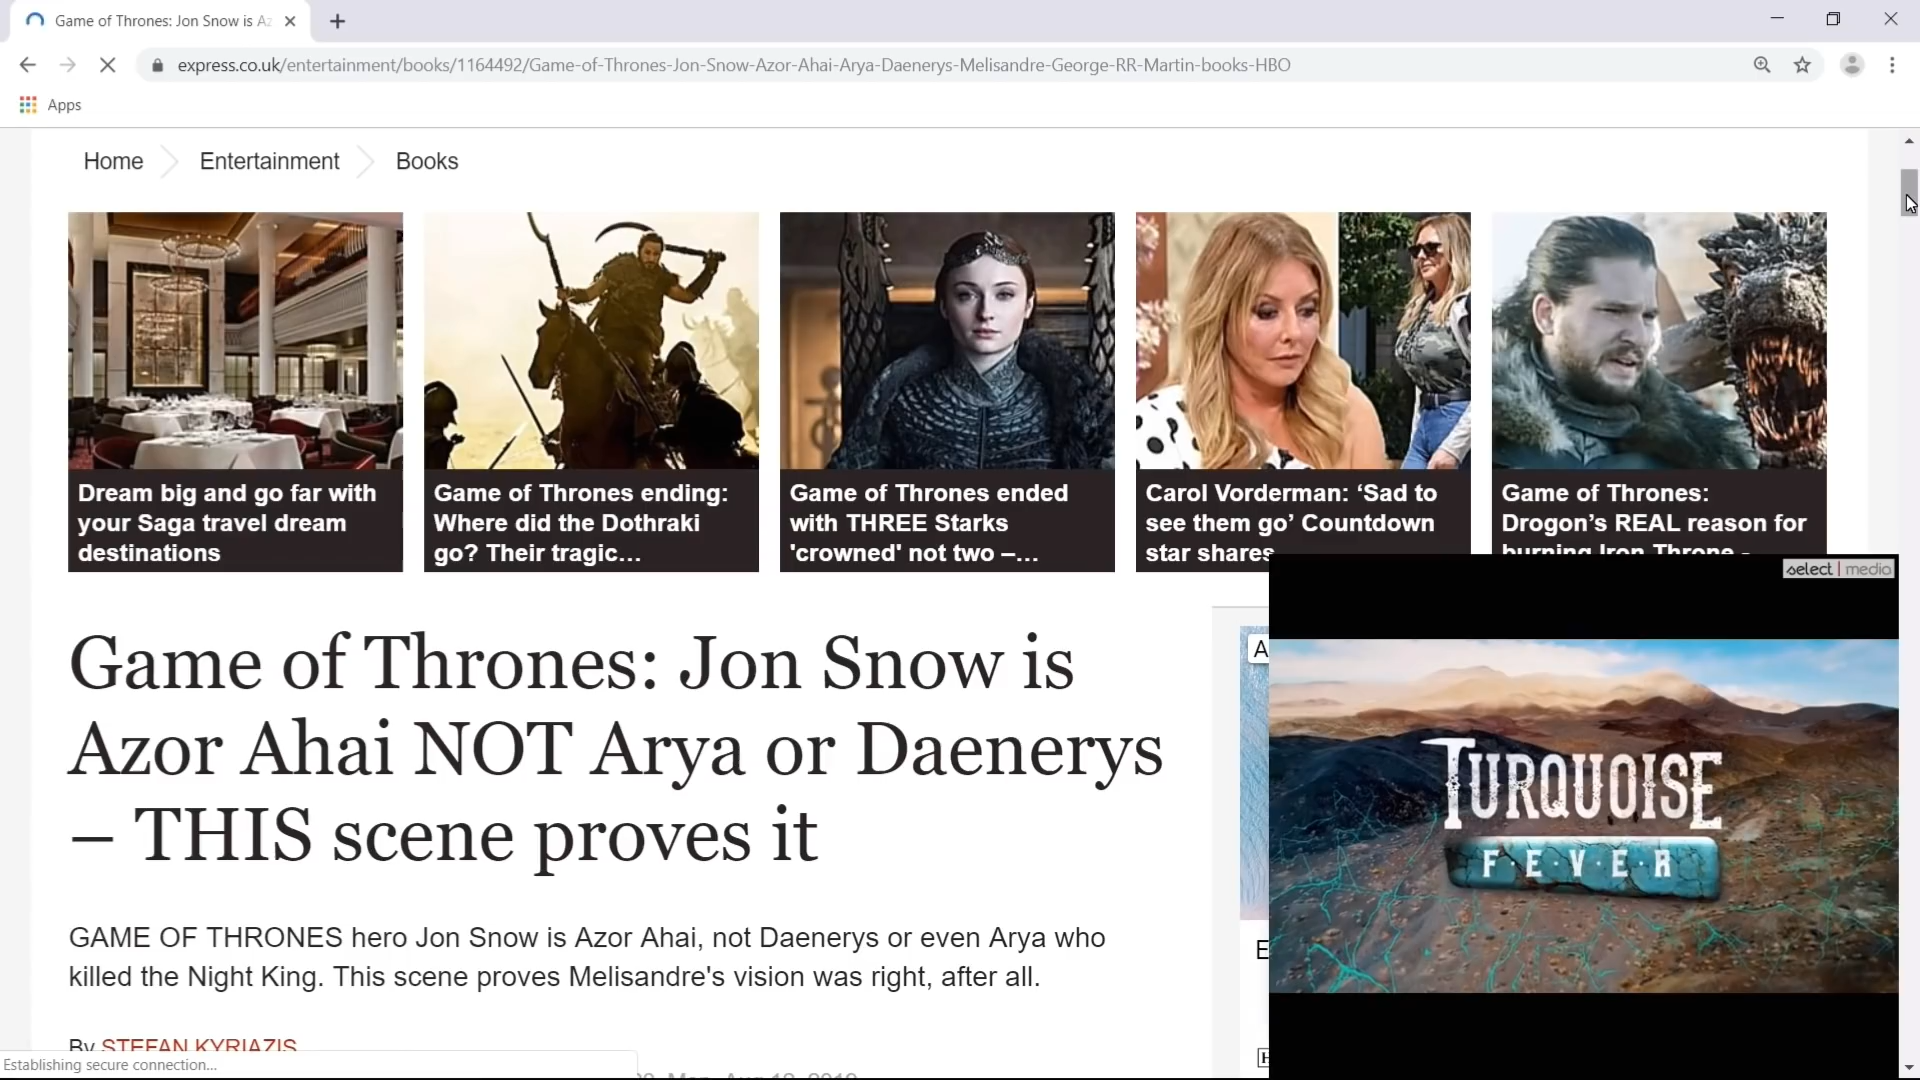 Game of Thrones: Jon Snow is Az
express.co.uk/entertainment/books/1164492/Game-of-Thrones-Jon-Snow-Azor-Ahai-Arya-Daenerys-Melisandre-George-RR-Martin-books-HBO
Apps
Home
Entertainment
Books
Dream big and go far with
your Saga travel dream
destinations
Game of Thrones ending:
Where did the Dothraki
go? Their tragic...
Game of Thrones ended
with THREE Starks
'crowned' not two –...
Carol Vorderman: ‘Sad to
see them go’ Countdown
star shares
Game of Thrones:
Drogon’s REAL reason for
burning Iron Throne -
select | media
Game of Thrones: Jon Snow is
Azor Ahai NOT Arya or Daenerys
– THIS scene proves it
A
TURQUOISE
F·E·V·E·R
GAME OF THRONES hero Jon Snow is Azor Ahai, not Daenerys or even Arya who
killed the Night King. This scene proves Melisandre's vision was right, after all.
E
By STEFAN KYRIAZIS
Establishing secure connection...
Mon, Aug 12, 2019